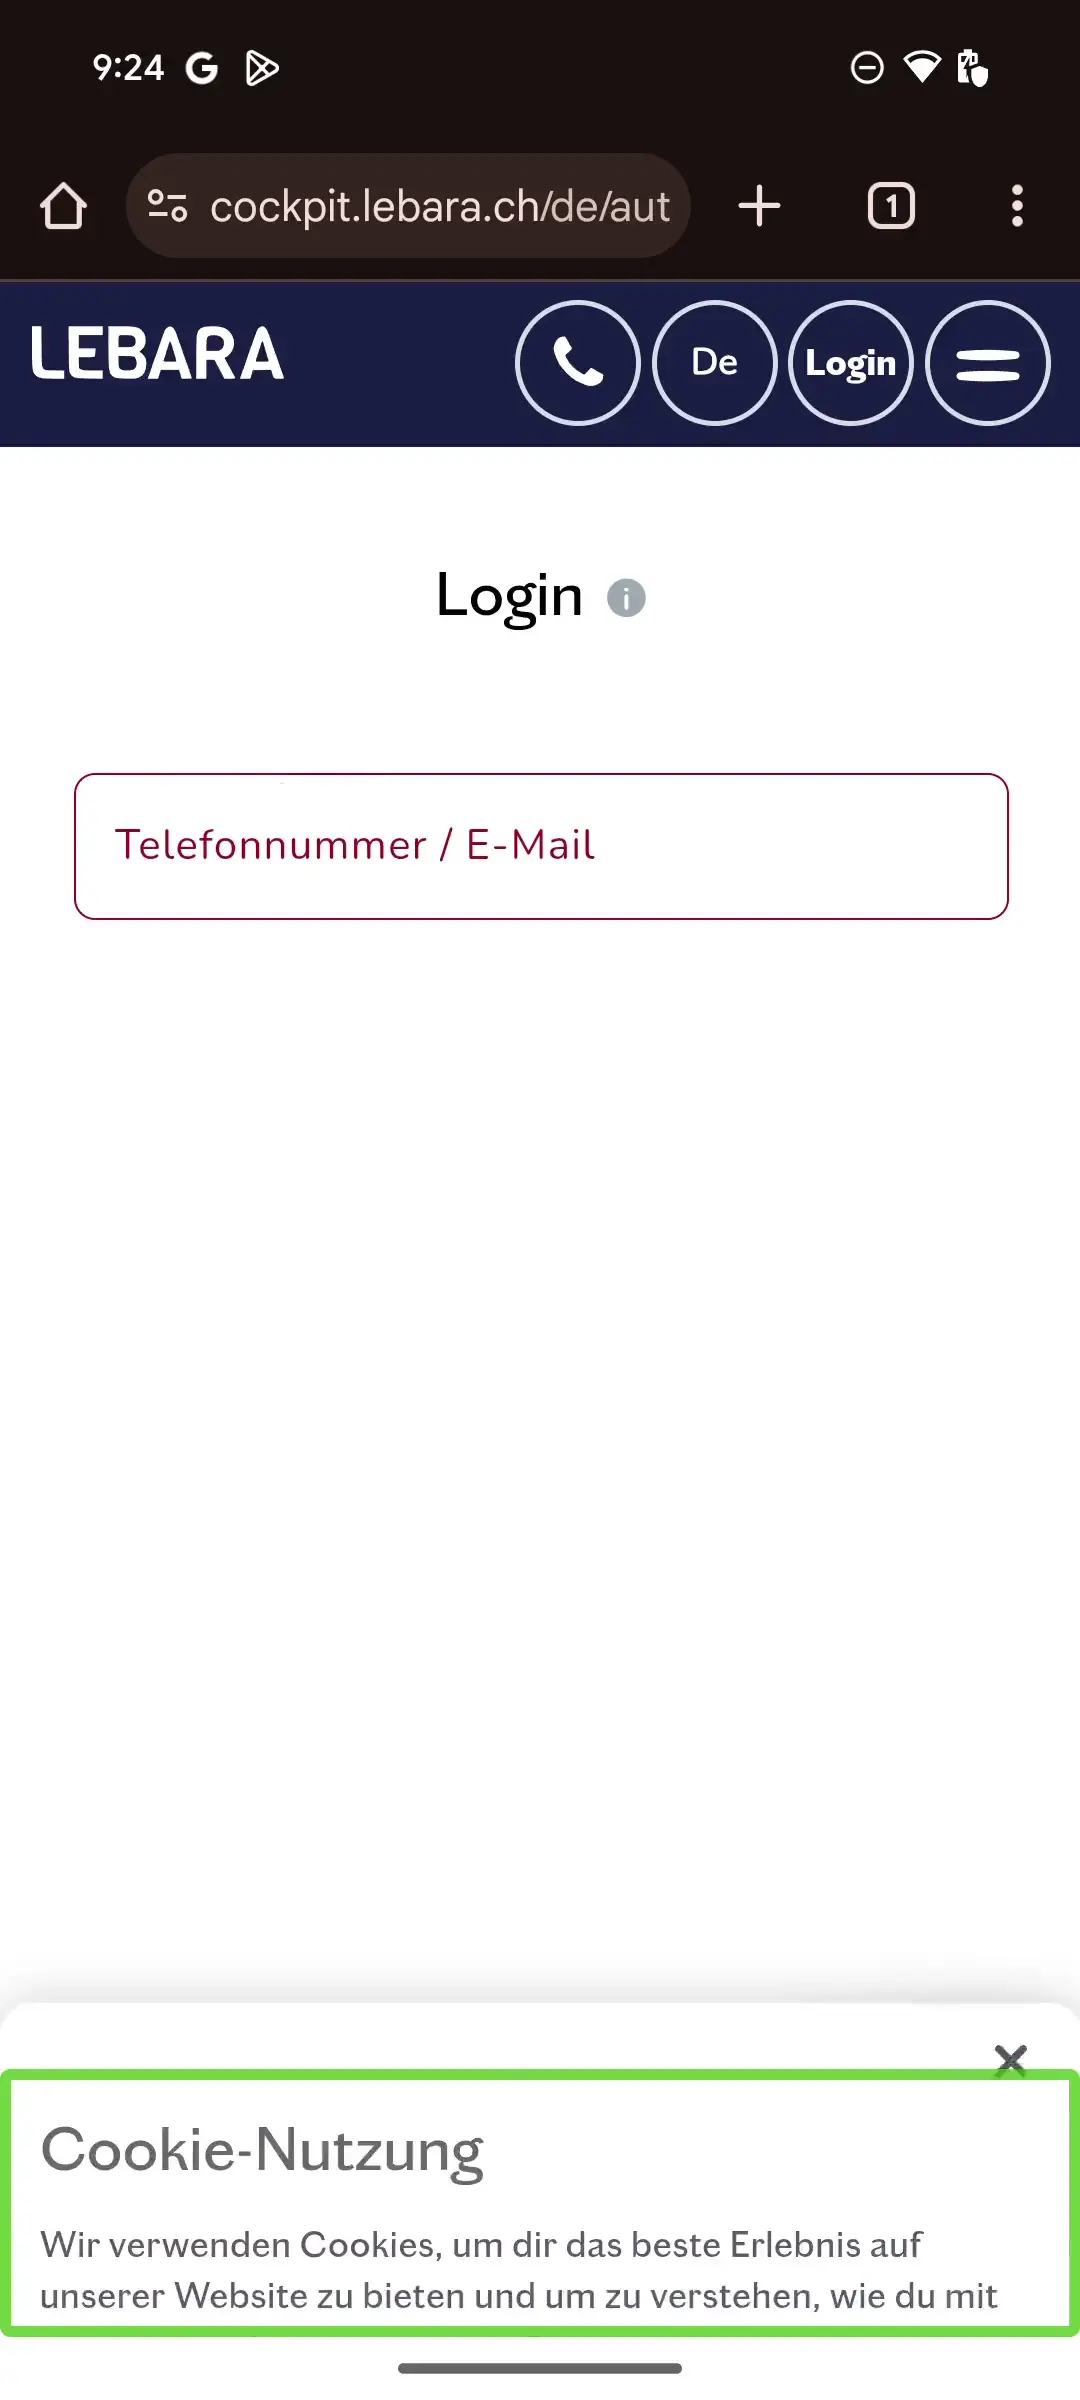 9:24
cockpit.lebara.ch/de/aut
1
LEBARA
De
Login
Login
Telefonnummer / E-Mail
Cookie-Nutzung
Wir verwenden Cookies, um dir das beste Erlebnis auf
unserer Website zu bieten und um zu verstehen, wie du mit